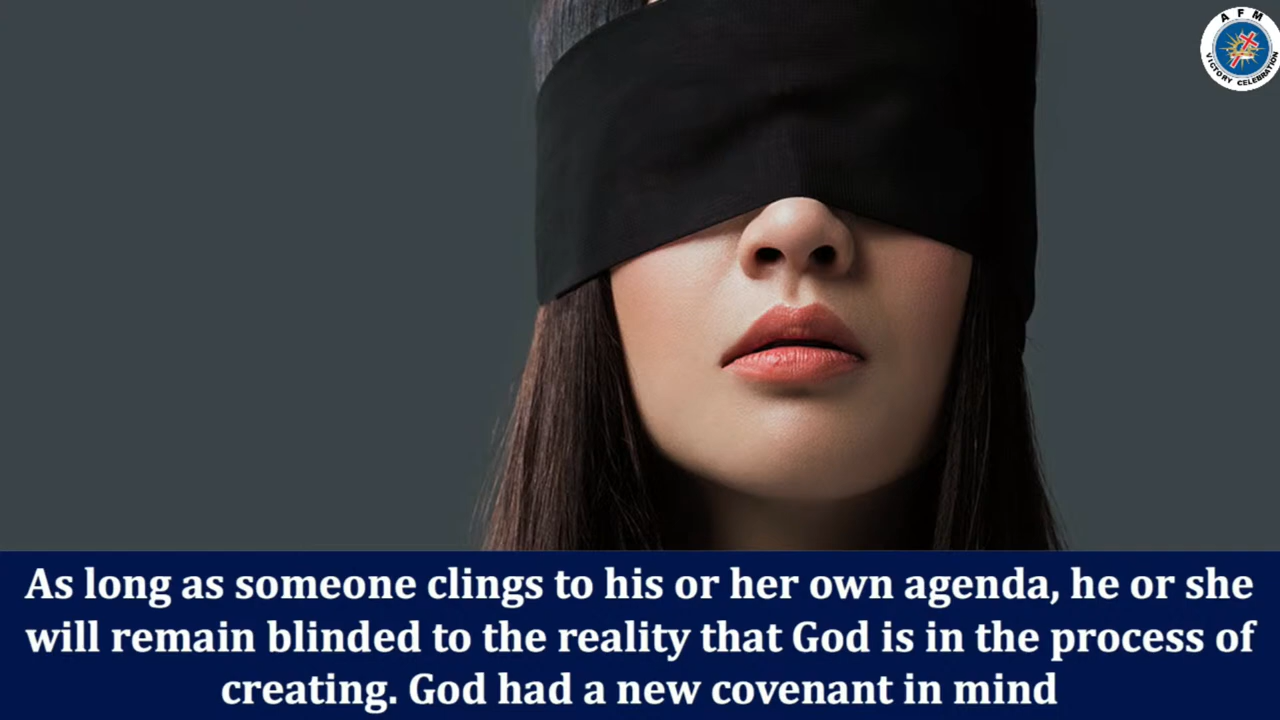 AFM
VICTORY CELEBRATION
As long as someone clings to his or her own agenda, he or she
will remain blinded to the reality that God is in the process of
creating. God had a new covenant in mind